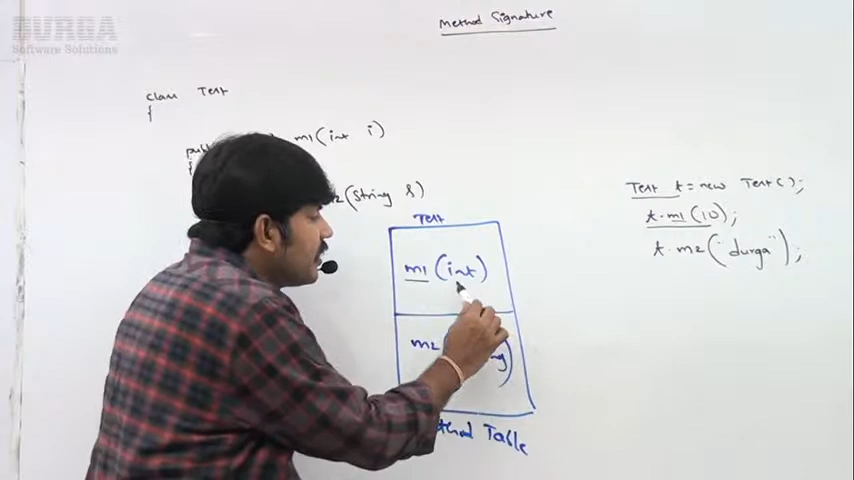 DURGA
Software Solutions
Method Signature
class Test
{
m1(int i)
{
(String s)
Test
m1(int)
m2
Table
Test t = new Test();
t.m1(10);
t.m2("durga");